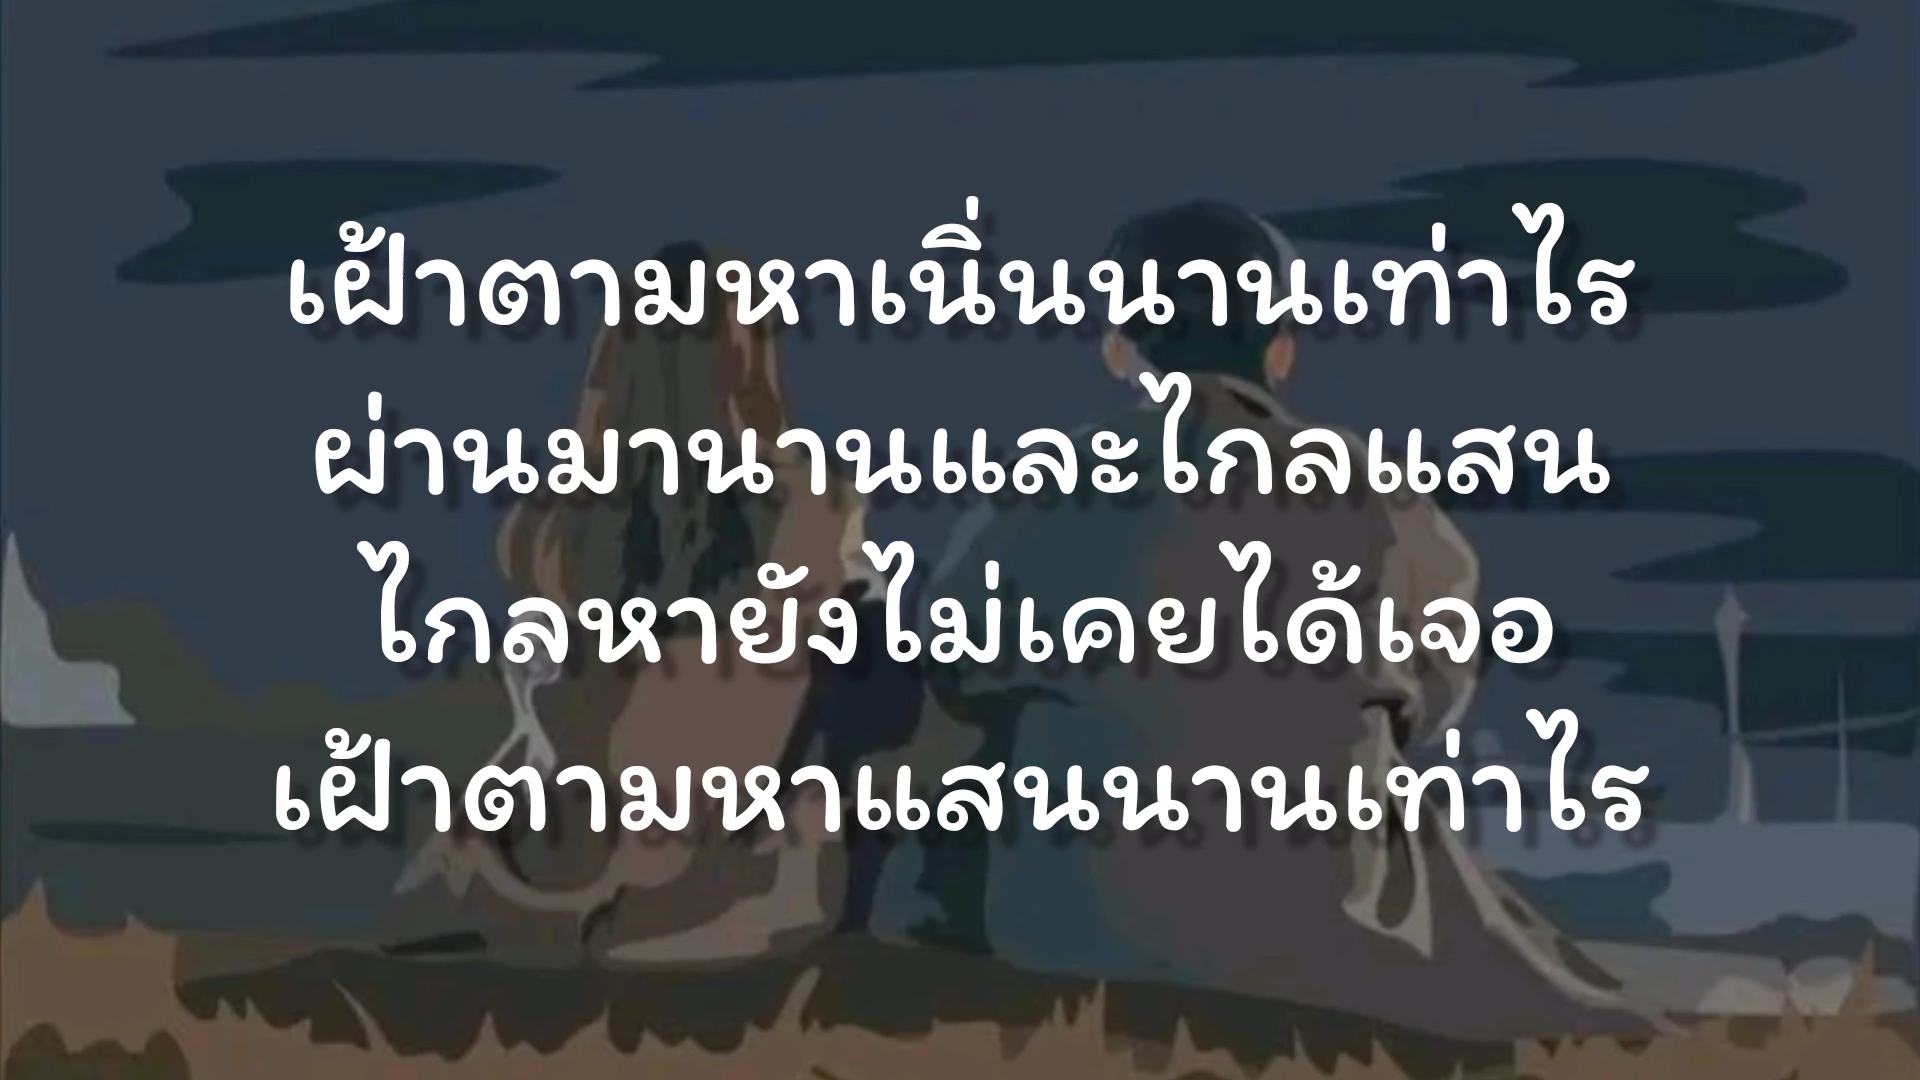 เฝ้าตามหาเนิ่นนานเท่าไร
ผ่านมานานและไกลแสน
ไกลหายังไม่เคยได้เจอ
เฝ้าตามหาแสนนานเท่าไร